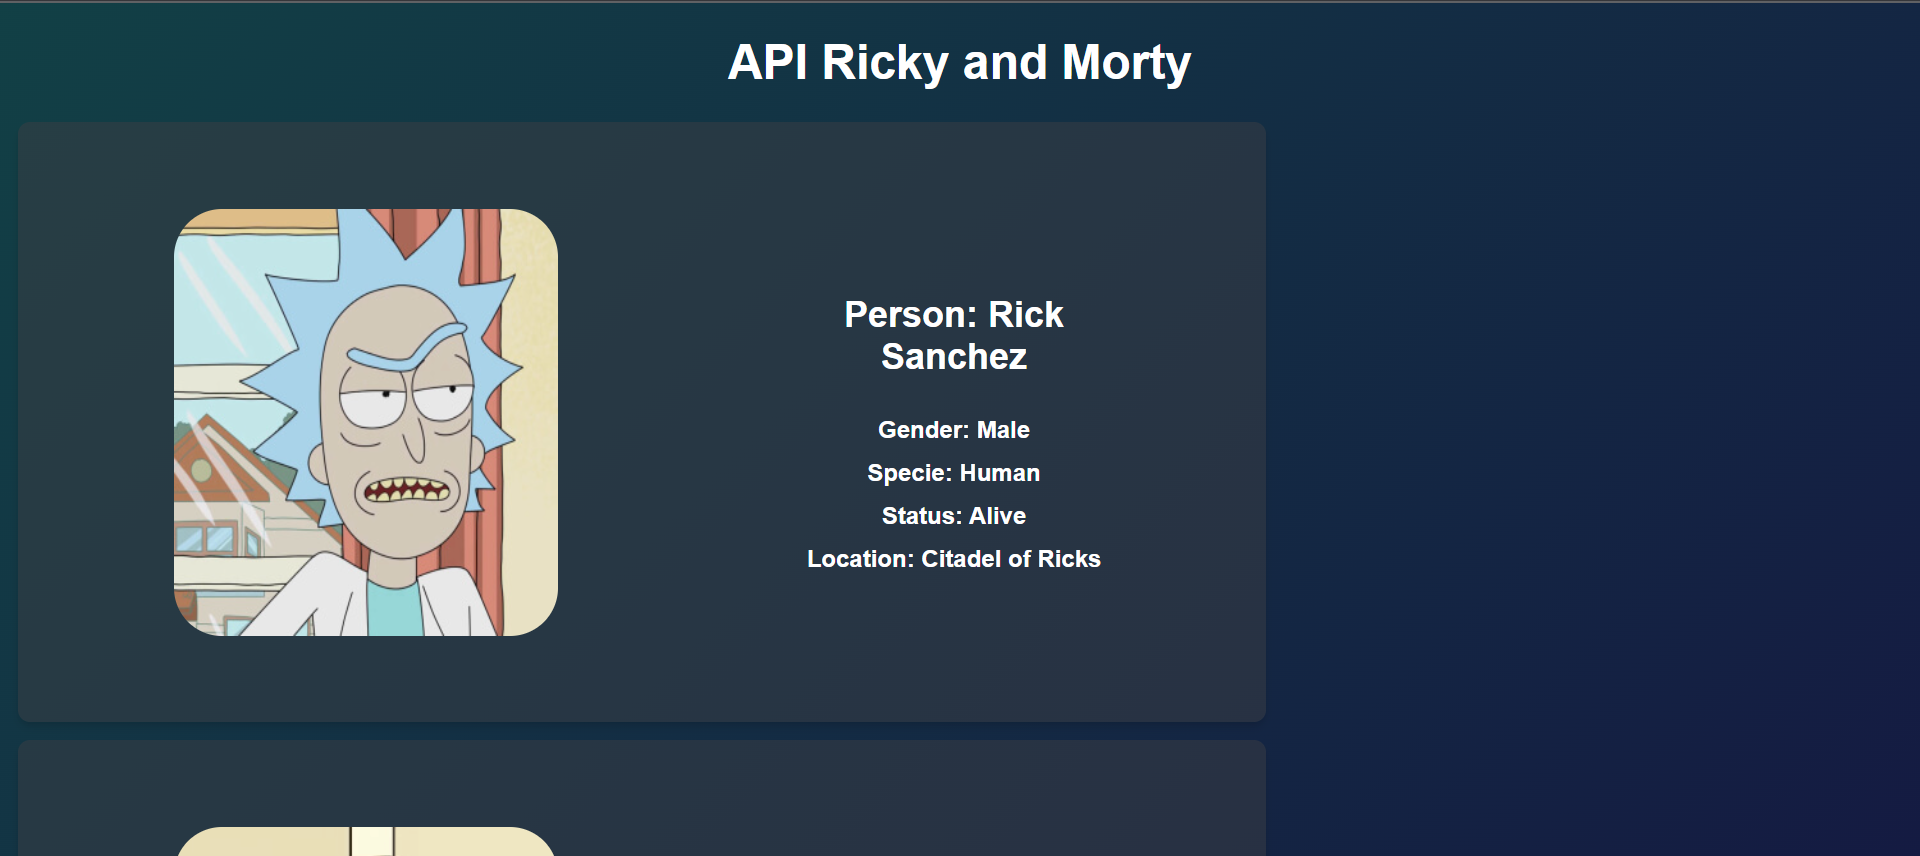 API Ricky and Morty
Person: Rick
Sanchez
Gender: Male
Specie: Human
Status: Alive
Location: Citadel of Ricks